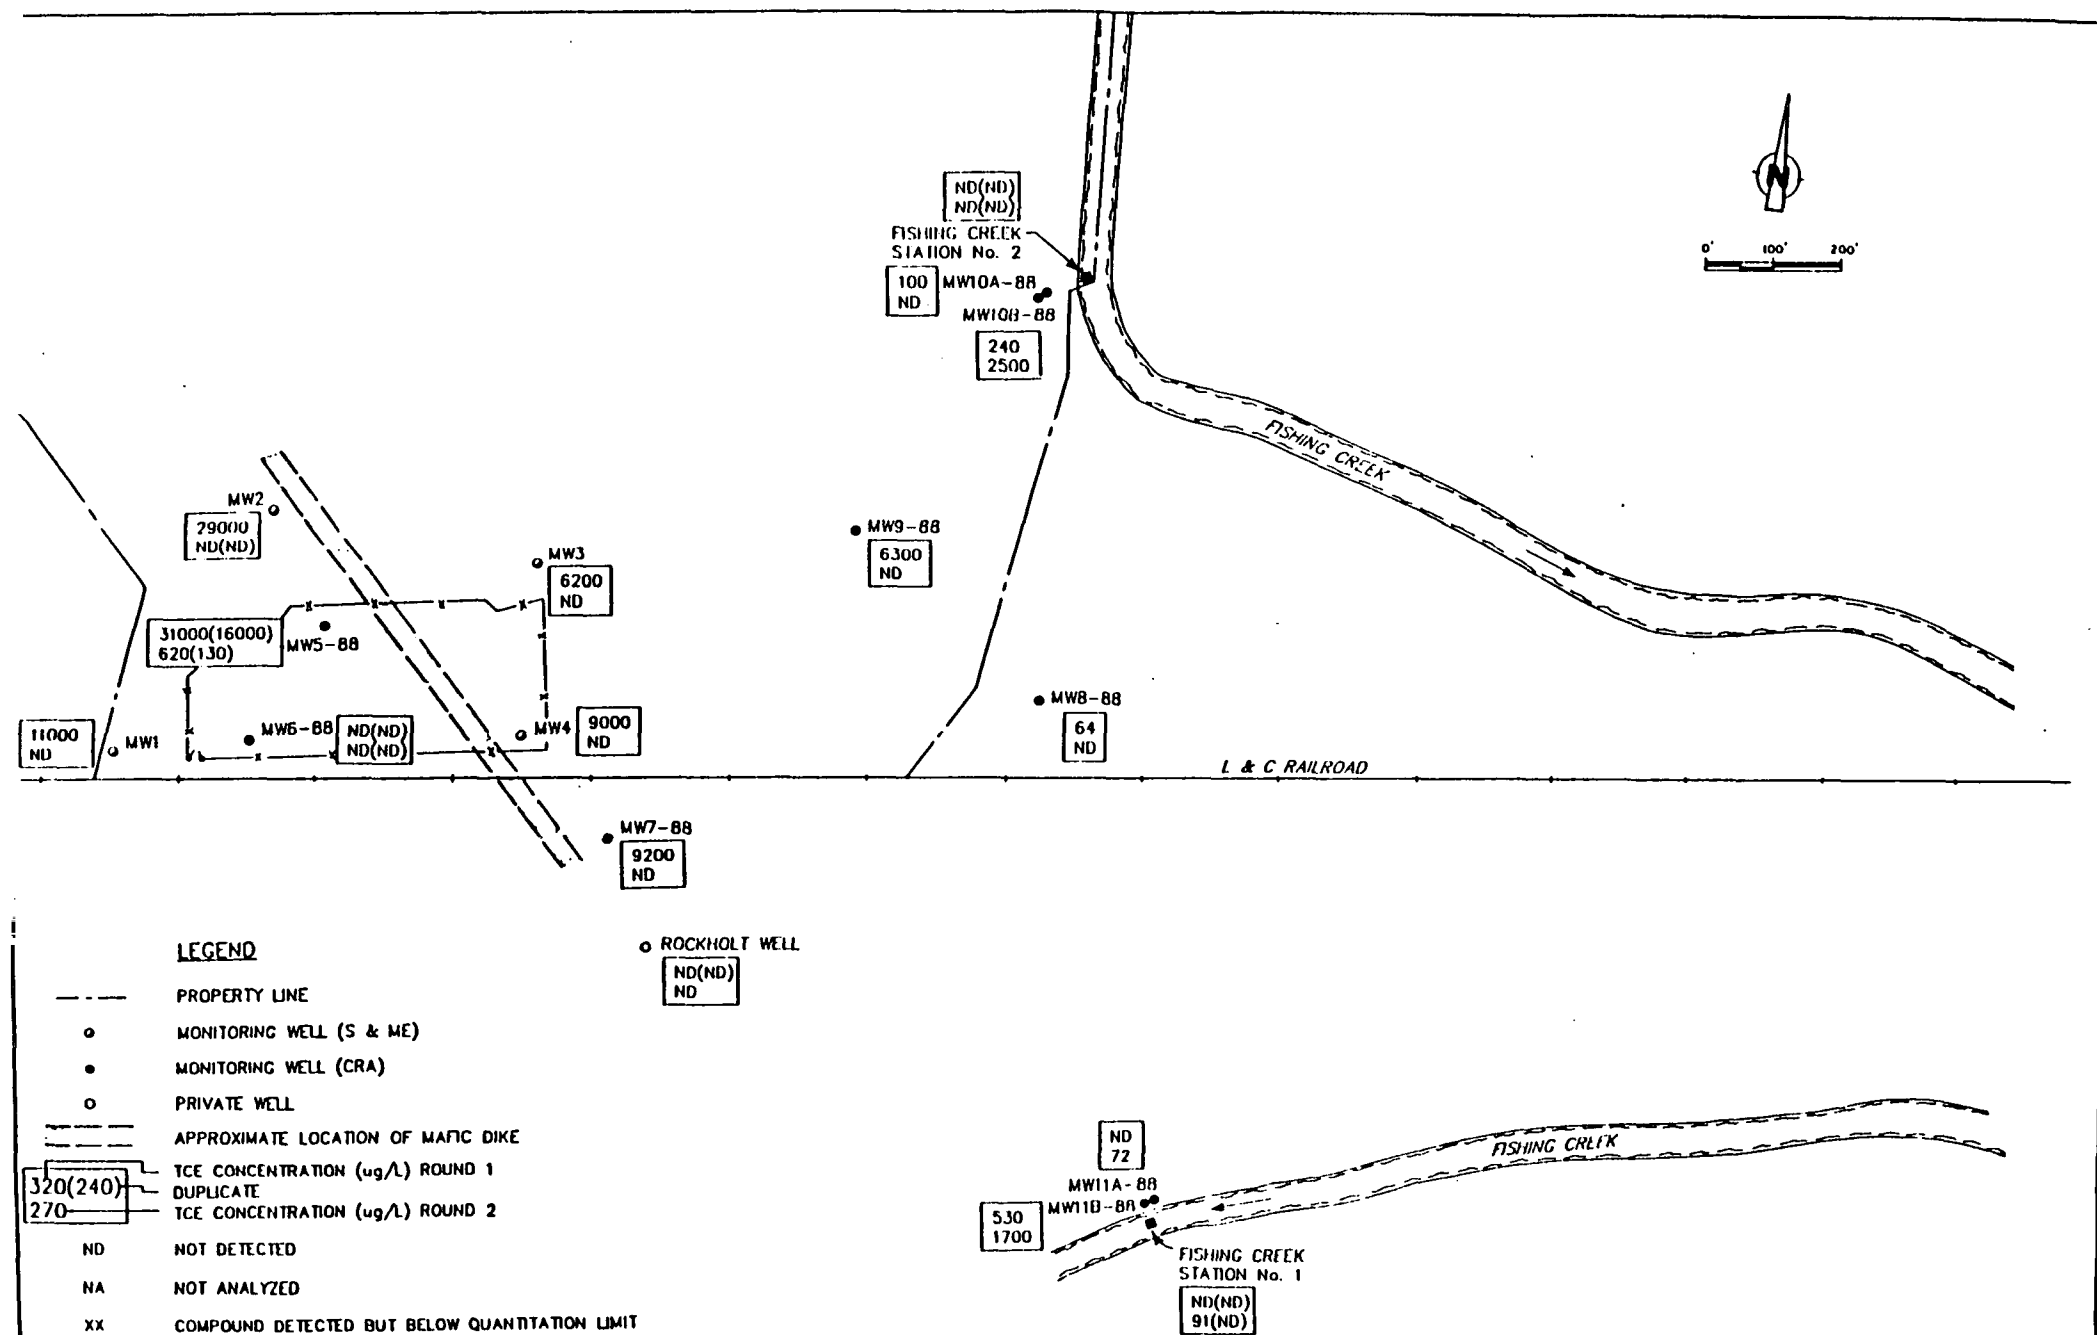 N
0' 100' 200'
ND(ND)
ND(ND)
FISHING CREEK
STATION No. 2
100
ND
MW10A-88
MW10B-88
240
2500
FISHING CREEK
MW2
29000
ND(ND)
MW3
6200
ND
MW9-88
6300
ND
31000(16000)
620(130)
MW5-88
MW8-88
64
ND
11000
ND
MW1
MW6-88
ND(ND)
ND(ND)
MW4
9000
ND
L & C RAILROAD
MW7-88
9200
ND
ROCKHOLT WELL
ND(ND)
ND
LEGEND
PROPERTY LINE
MONITORING WELL (S & ME)
MONITORING WELL (CRA)
PRIVATE WELL
APPROXIMATE LOCATION OF MAFIC DIKE
TCE CONCENTRATION (ug/L) ROUND 1
320(240)
DUPLICATE
270
TCE CONCENTRATION (ug/L) ROUND 2
ND NOT DETECTED
NA NOT ANALYZED
XX COMPOUND DETECTED BUT BELOW QUANTITATION LIMIT
ND
72
MW11A-88
MW11B-88
530
1700
FISHING CREEK
FISHING CREEK
STATION No. 1
ND(ND)
91(ND)